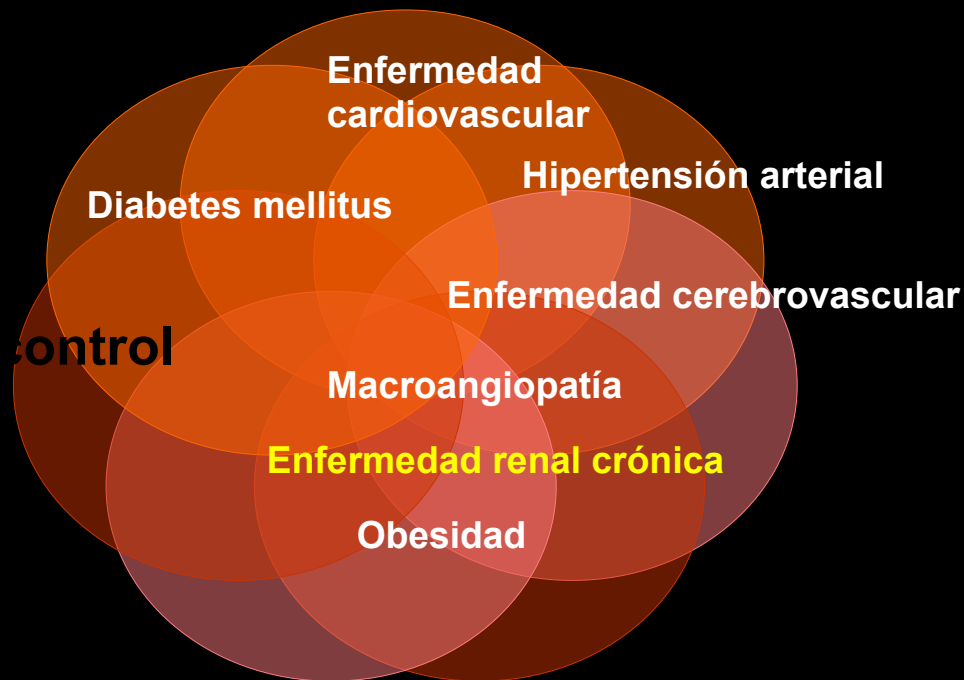 Enfermedad
cardiovascular
Hipertensión arterial
Diabetes mellitus
Enfermedad cerebrovascular
control
Macroangiopatía
Enfermedad renal crónica
Obesidad